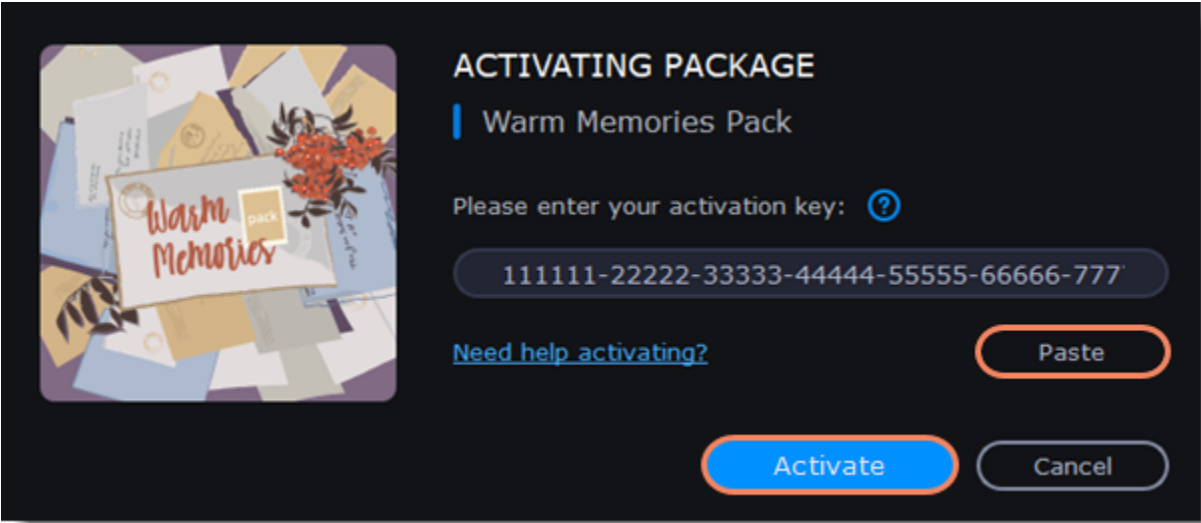 ACTIVATING PACKAGE
Warm Memories Pack
Please enter your activation key: ?
111111-22222-33333-44444-55555-66666-777
Need help activating?
Paste
Activate
Cancel
Warm
pack
Memories